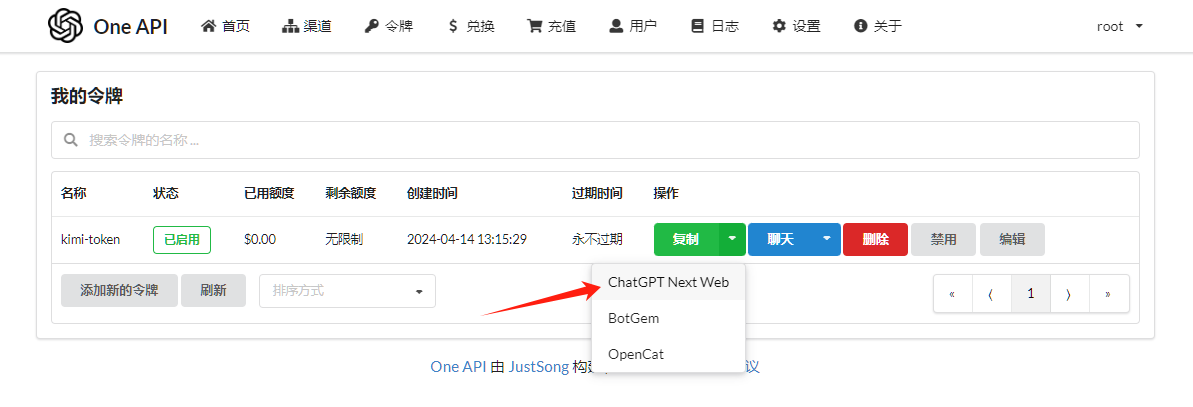 One API 首页 渠道 令牌 兑换 充值 用户 日志 设置 关于 root
我的令牌
搜索令牌的名称 ...
名称 状态 已用额度 剩余额度 创建时间 过期时间 操作
kimi-token 已启用 $0.00 无限制 2024-04-14 13:15:29 永不过期 复制 聊天 删除 禁用 编辑
添加新的令牌 刷新 排序方式 « ⟨ 1 ⟩ »
ChatGPT Next Web
BotGem
OpenCat
One API 由 JustSong 构 议